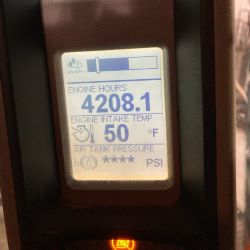 ENGINE HOURS
4208.1
ENGINE INTAKE TEMP
50 °F
AIR TANK PRESSURE
**** PSI